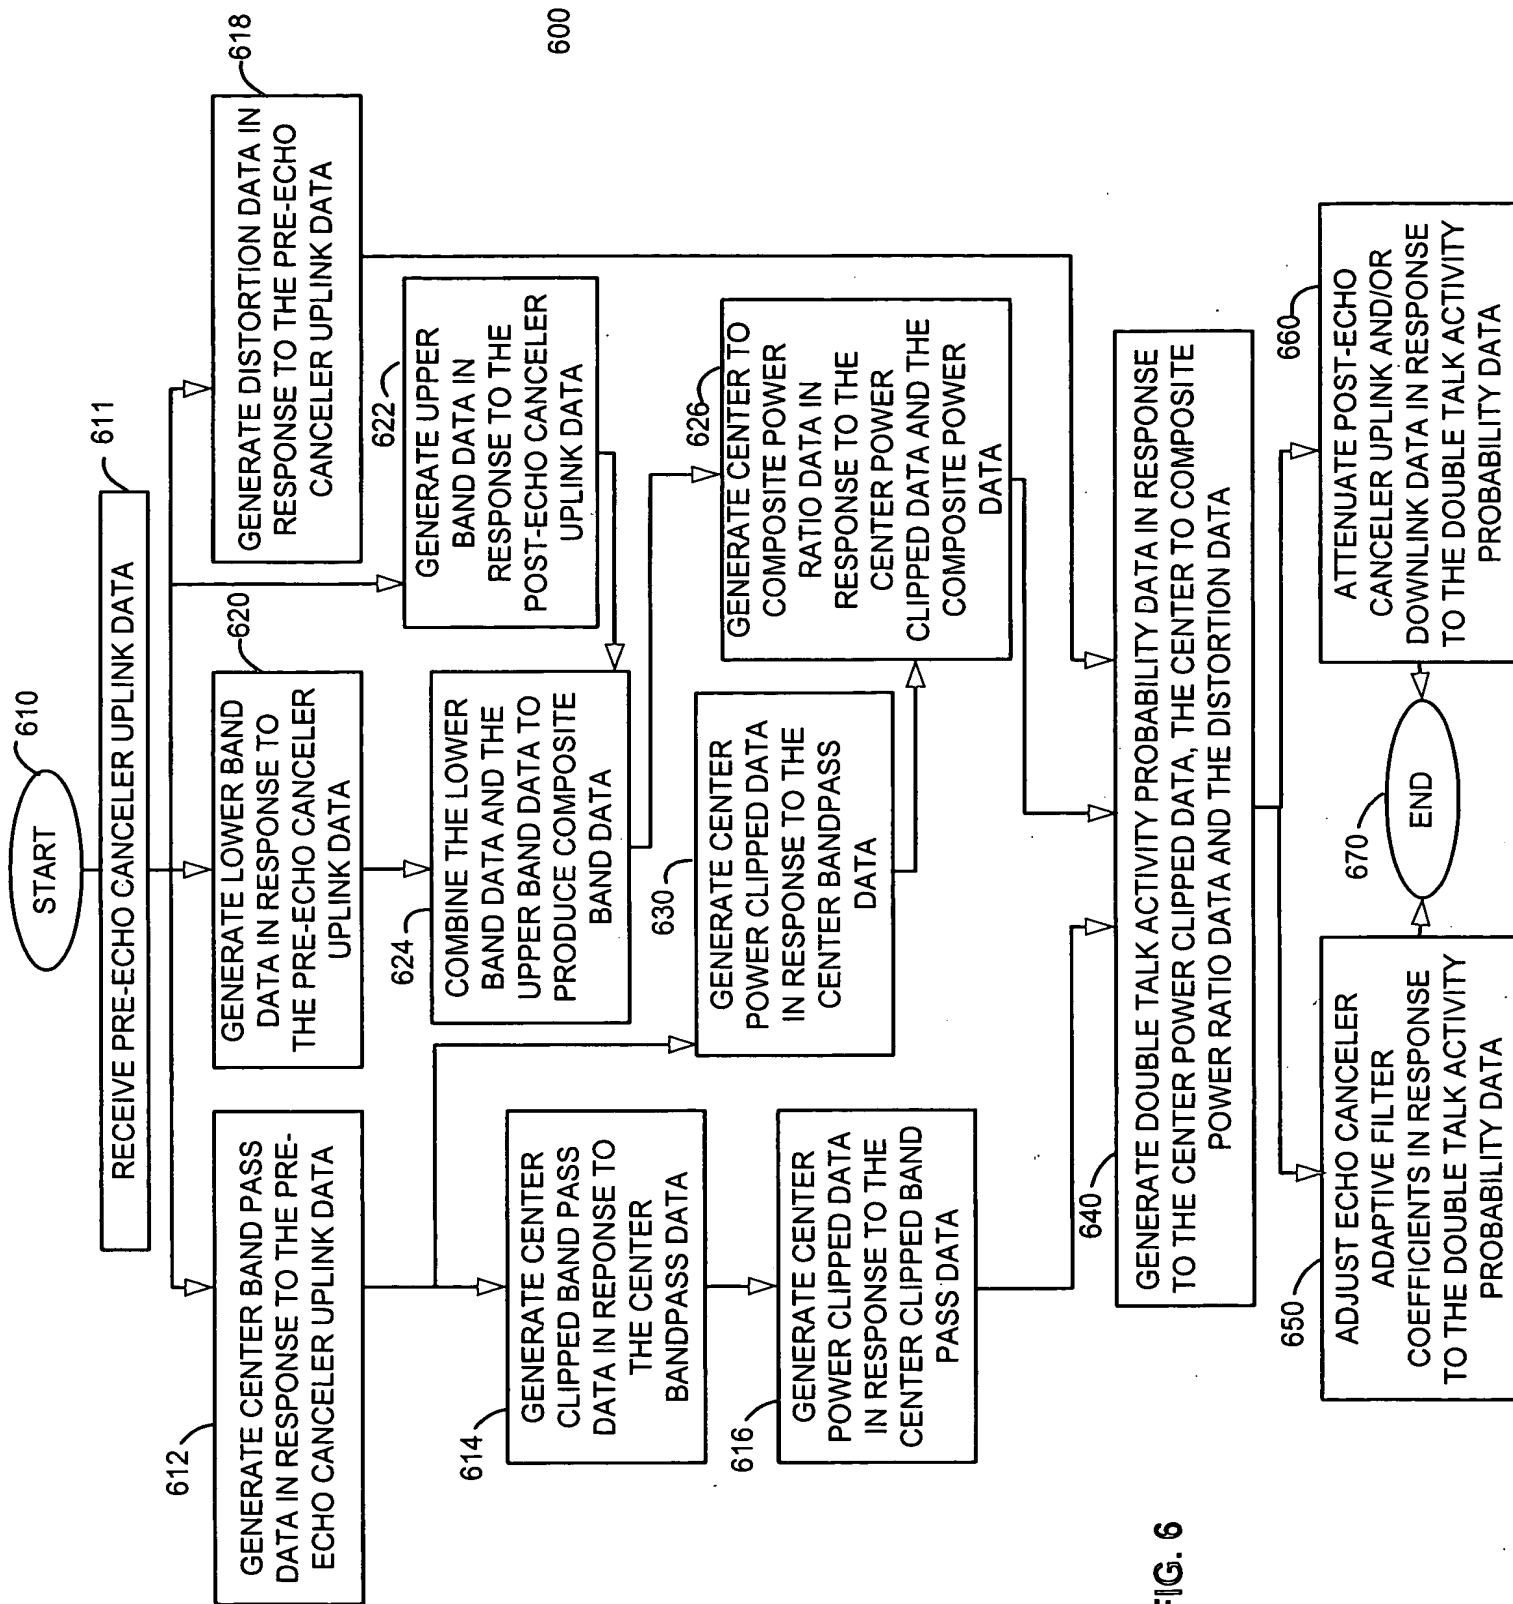 START
610
RECEIVE PRE-ECHO CANCELER UPLINK DATA
611
GENERATE CENTER BAND PASS
DATA IN RESPONSE TO THE PRE-
ECHO CANCELER UPLINK DATA
612
GENERATE LOWER BAND
DATA IN RESPONSE TO
THE PRE-ECHO CANCELER
UPLINK DATA
620
GENERATE DISTORTION DATA IN
RESPONSE TO THE PRE-ECHO
CANCELER UPLINK DATA
618
GENERATE UPPER
BAND DATA IN
RESPONSE TO THE
POST-ECHO CANCELER
UPLINK DATA
622
600
COMBINE THE LOWER
BAND DATA AND THE
UPPER BAND DATA TO
PRODUCE COMPOSITE
BAND DATA
624
GENERATE CENTER
CLIPPED BAND PASS
DATA IN REPONSE TO
THE CENTER
BANDPASS DATA
614
GENERATE CENTER
POWER CLIPPED DATA
IN RESPONSE TO THE
CENTER BANDPASS
DATA
630
GENERATE CENTER TO
COMPOSITE POWER
RATIO DATA IN
RESPONSE TO THE
CENTER POWER
CLIPPED DATA AND THE
COMPOSITE POWER
DATA
626
GENERATE CENTER
POWER CLIPPED DATA
IN RESPONSE TO THE
CENTER CLIPPED BAND
PASS DATA
616
640
GENERATE DOUBLE TALK ACTIVITY PROBABILITY DATA IN RESPONSE
TO THE CENTER POWER CLIPPED DATA, THE CENTER TO COMPOSITE
POWER RATIO DATA AND THE DISTORTION DATA
650
ADJUST ECHO CANCELER
ADAPTIVE FILTER
COEFFICIENTS IN RESPONSE
TO THE DOUBLE TALK ACTIVITY
PROBABILITY DATA
660
ATTENUATE POST-ECHO
CANCELER UPLINK AND/OR
DOWNLINK DATA IN RESPONSE
TO THE DOUBLE TALK ACTIVITY
PROBABILITY DATA
670
END
FIG. 6